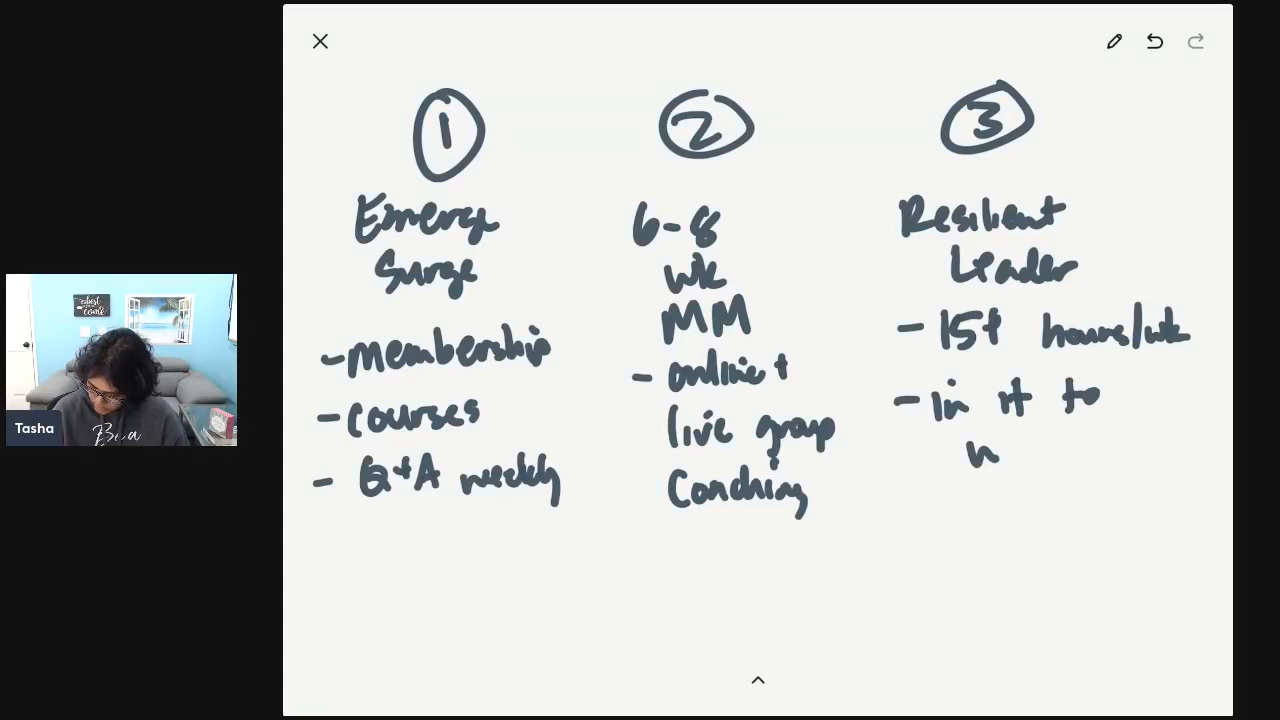 1
Emerge
Surge
- Membership
- Courses
- Q+A weekly
2
6-8
wk
MM
- online +
live group
Coaching
3
Resilient
Leader
- 15+ hours/wk
- in it to
Tasha